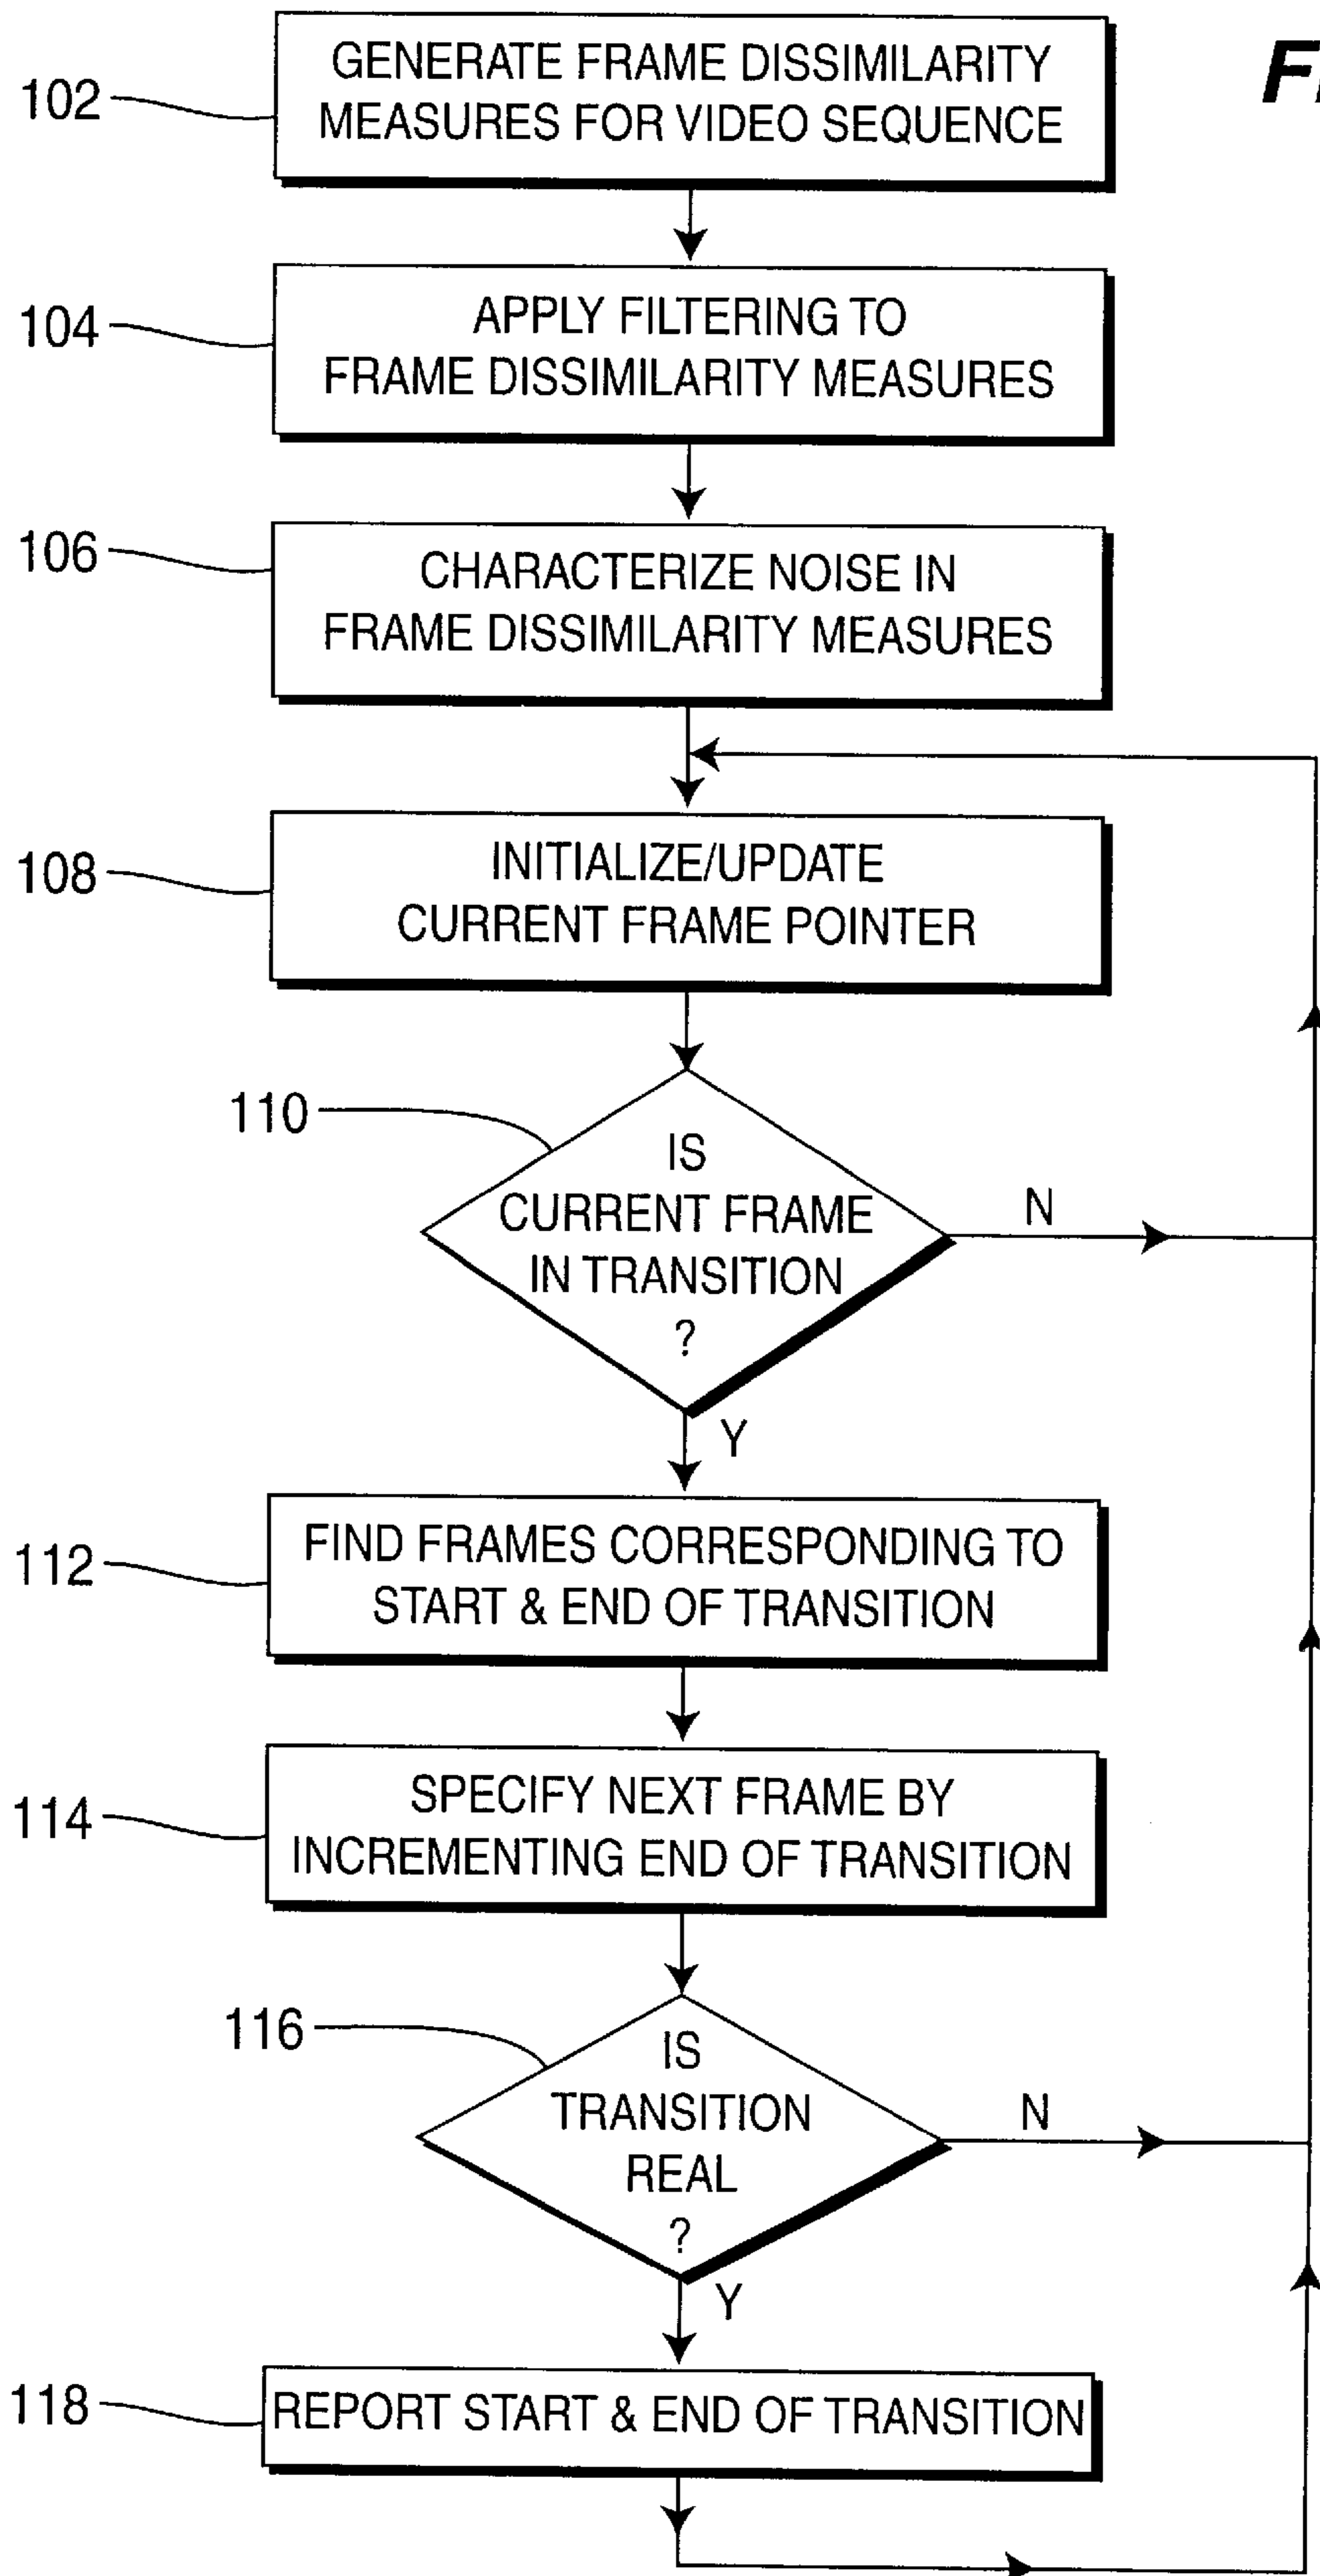 102
GENERATE FRAME DISSIMILARITY
MEASURES FOR VIDEO SEQUENCE
104
APPLY FILTERING TO
FRAME DISSIMILARITY MEASURES
106
CHARACTERIZE NOISE IN
FRAME DISSIMILARITY MEASURES
108
INITIALIZE/UPDATE
CURRENT FRAME POINTER
110
IS
CURRENT FRAME
IN TRANSITION
?
N
Y
112
FIND FRAMES CORRESPONDING TO
START & END OF TRANSITION
114
SPECIFY NEXT FRAME BY
INCREMENTING END OF TRANSITION
116
IS
TRANSITION
REAL
?
N
Y
118
REPORT START & END OF TRANSITION